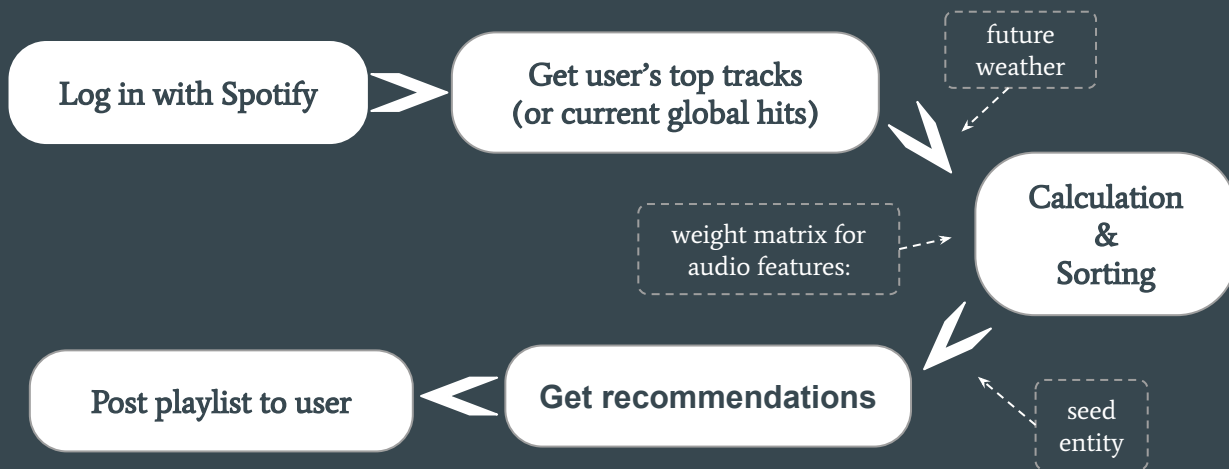 Log in with Spotify
Get user’s top tracks
(or current global hits)
future
weather
weight matrix for
audio features:
Calculation
&
Sorting
Post playlist to user
Get recommendations
seed
entity